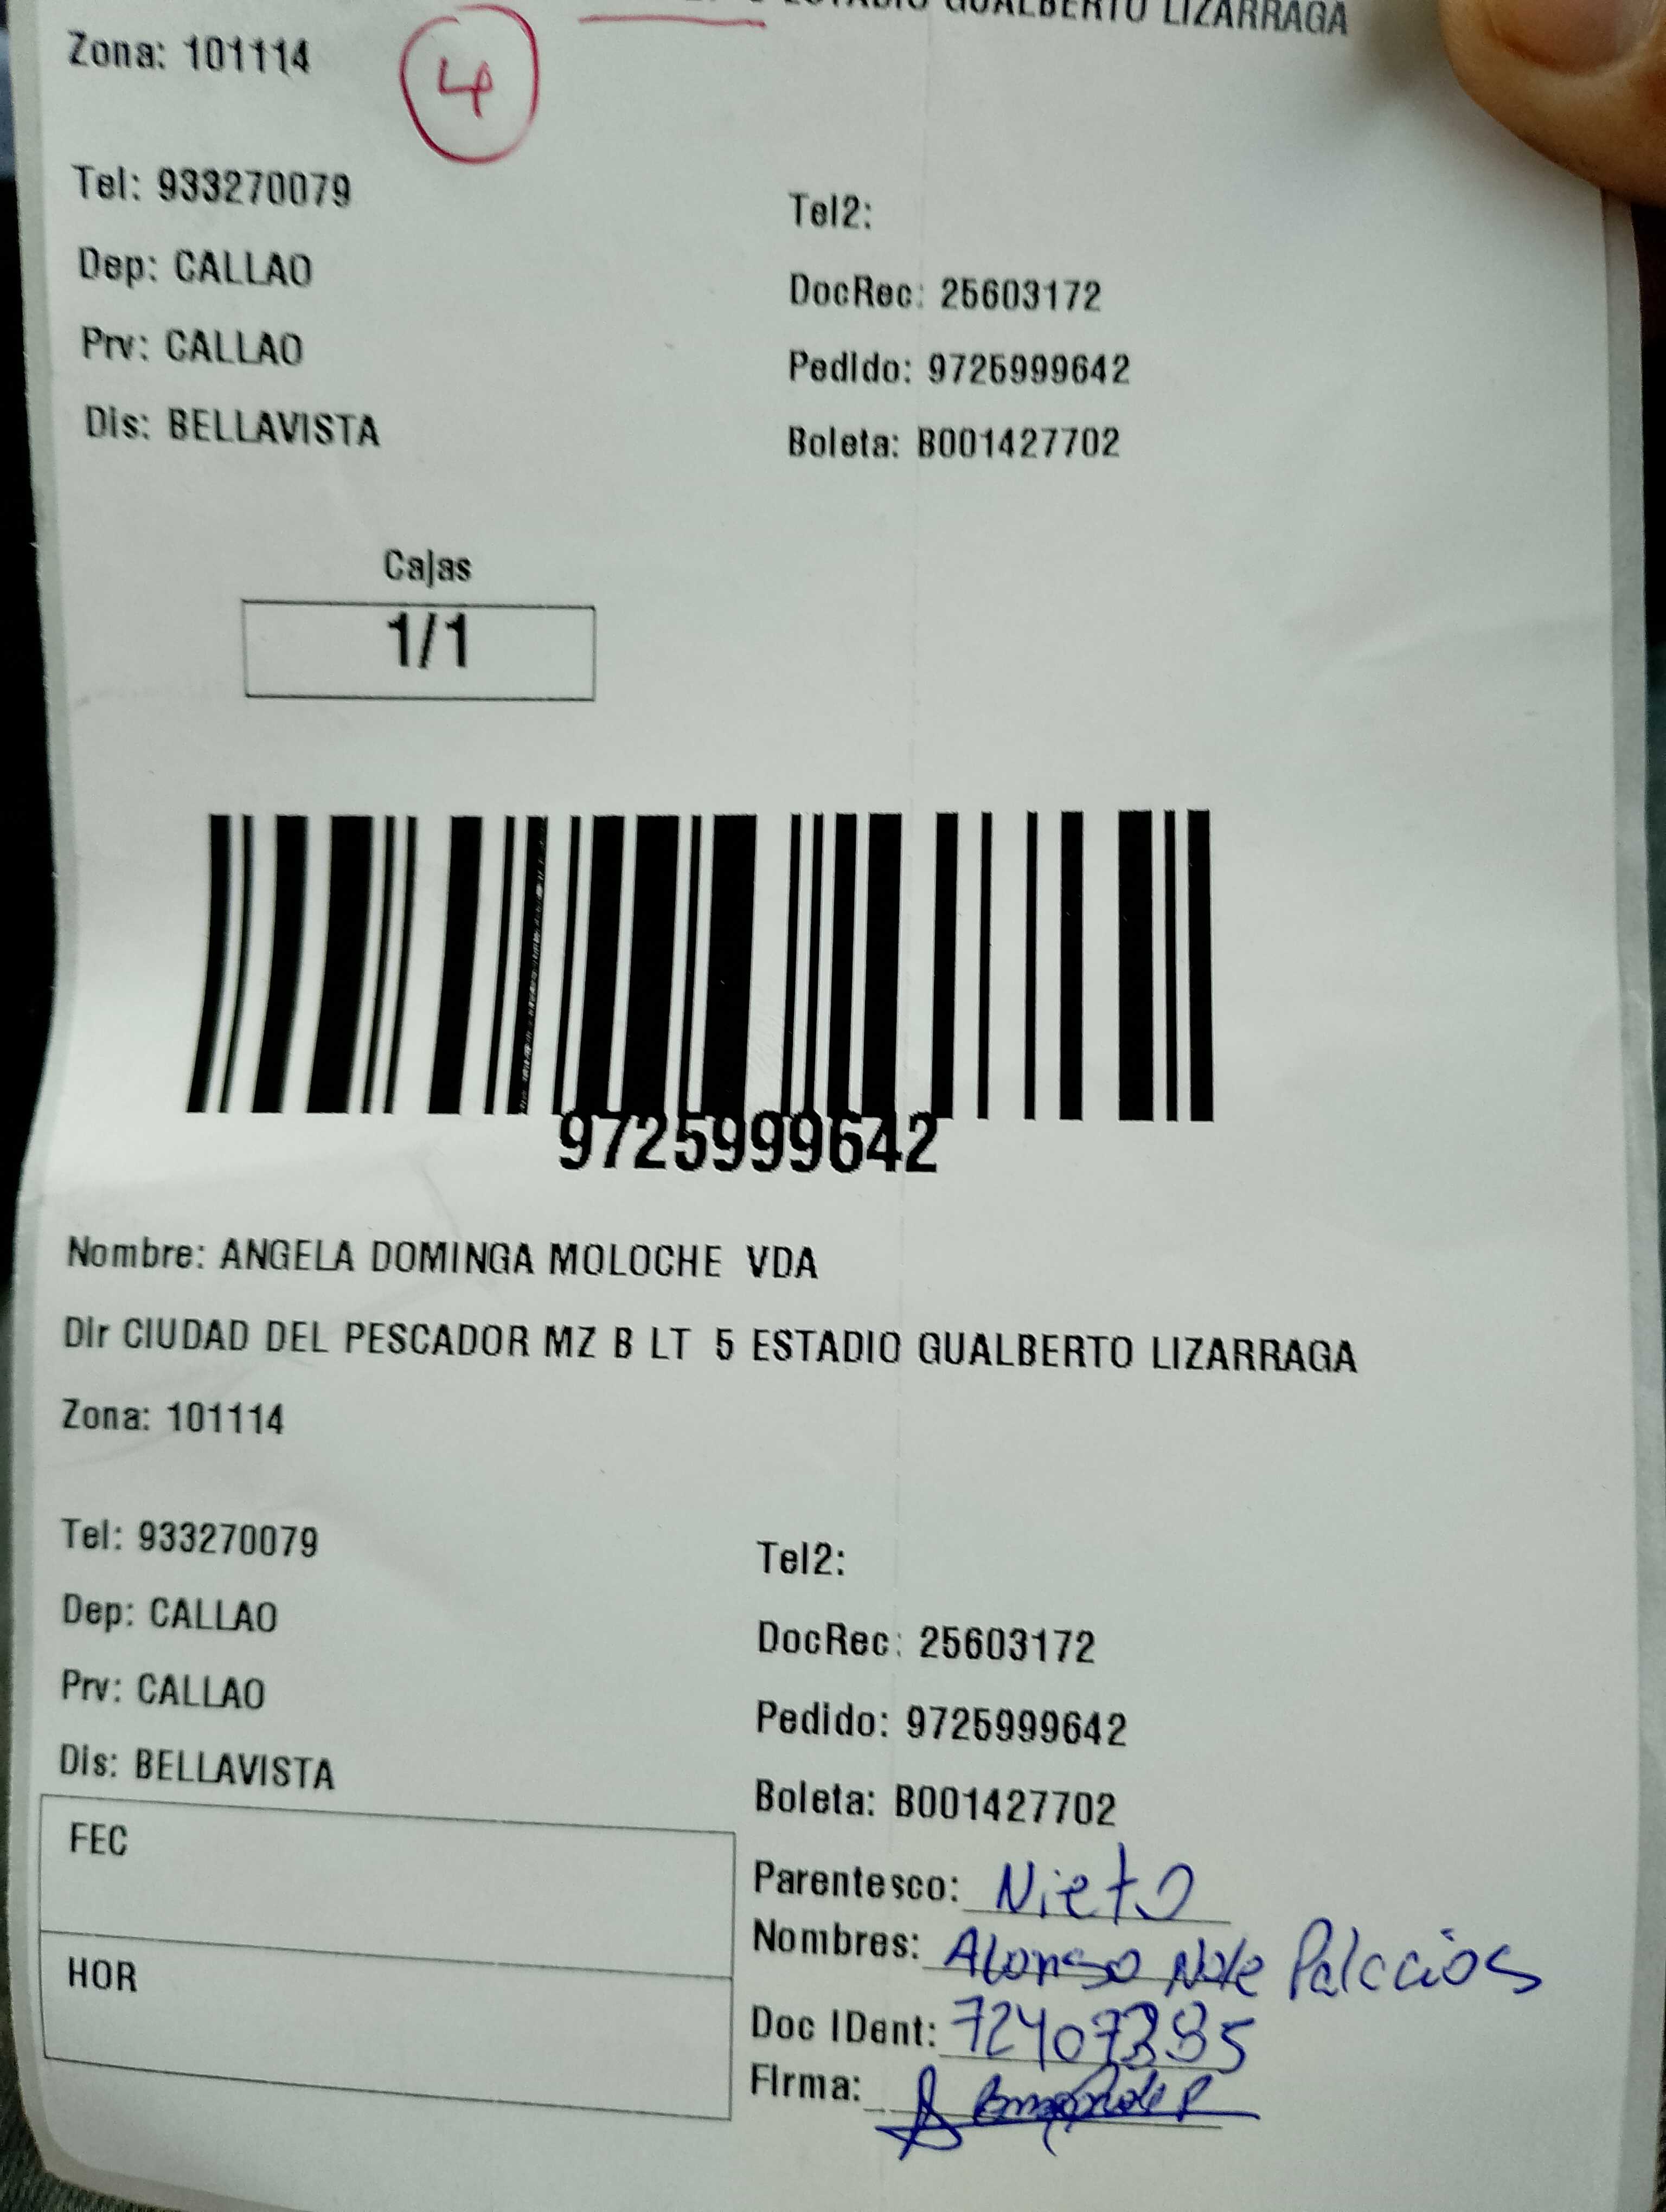 ESTADIO GUALBERTO LIZARRAGA
Zona: 101114
4
Tel: 933270079
Tel2:
Dep: CALLAO
DocRec: 25603172
Prv: CALLAO
Pedido: 9725999642
Dis: BELLAVISTA
Boleta: B001427702
Cajas
1/1
9725999642
Nombre: ANGELA DOMINGA MOLOCHE VDA
Dir CIUDAD DEL PESCADOR MZ B LT 5 ESTADIO GUALBERTO LIZARRAGA
Zona: 101114
Tel: 933270079
Tel2:
Dep: CALLAO
DocRec: 25603172
Prv: CALLAO
Pedido: 9725999642
Dis: BELLAVISTA
Boleta: B001427702
FEC
Parentesco: Nieto
Nombres: Alonso Palacios
HOR
Doc IDent:
Firma: